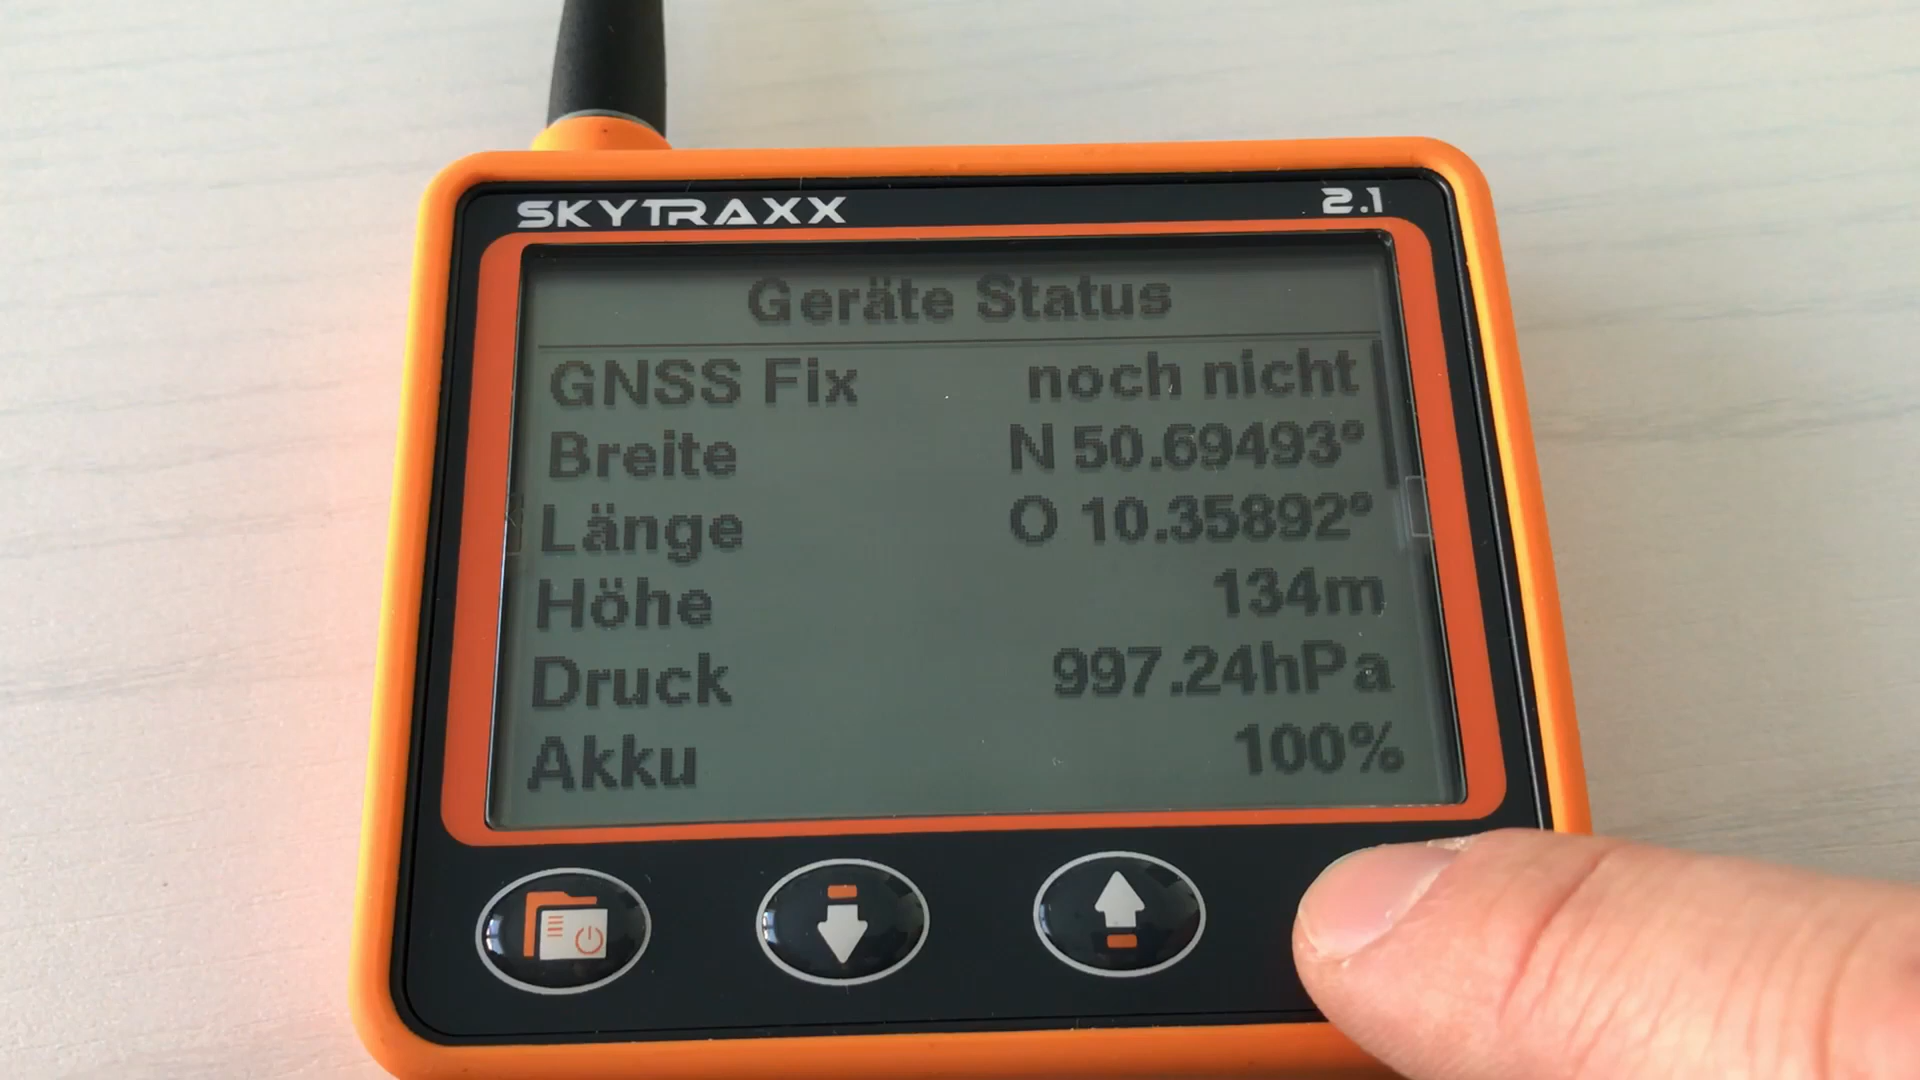 SKYTRAXX 2.1
Geräte Status
GNSS Fix noch nicht
Breite N 50.69493°
Länge O 10.35892°
Höhe 134m
Druck 997.24hPa
Akku 100%